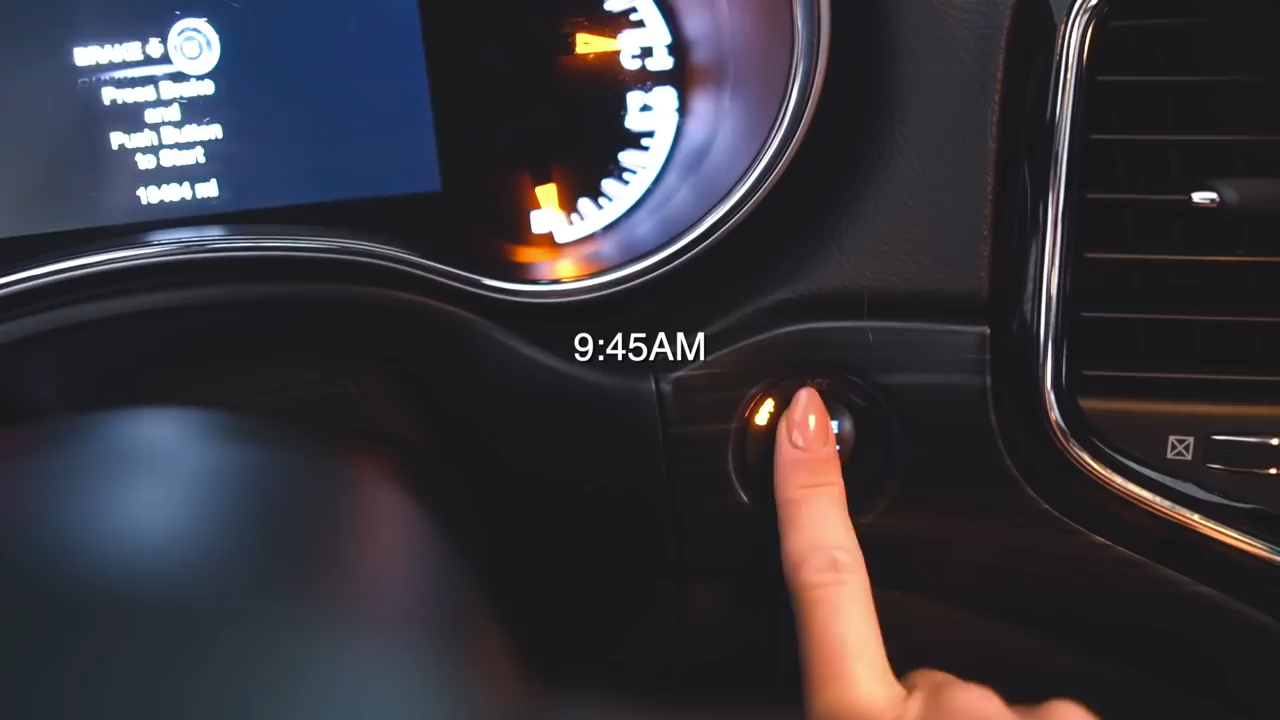 BRAKE +
Press Brake
and
Push Button
to Start
9:45AM